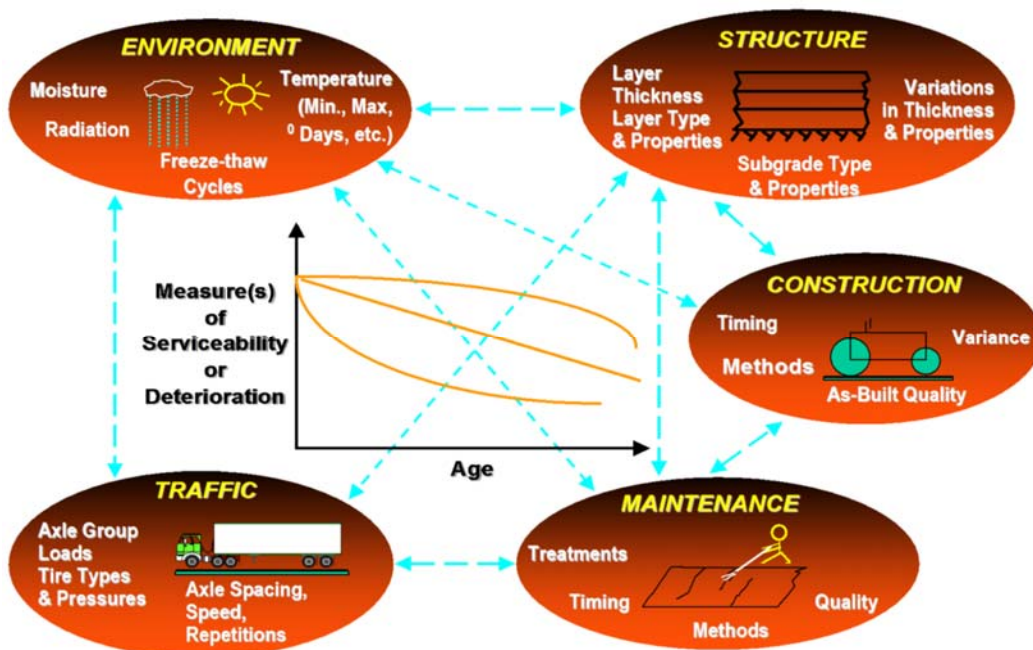 ENVIRONMENT
Moisture
Radiation
Temperature
(Min., Max,
⁰ Days, etc.)
Freeze-thaw
Cycles
STRUCTURE
Layer
Thickness
Layer Type
& Properties
Variations
in Thickness
& Properties
Subgrade Type
& Properties
Measure(s)
of
Serviceability
or
Deterioration
Age
CONSTRUCTION
Timing
Variance
Methods
As-Built Quality
TRAFFIC
Axle Group
Loads
Tire Types
& Pressures
Axle Spacing,
Speed,
Repetitions
MAINTENANCE
Treatments
Timing
Quality
Methods